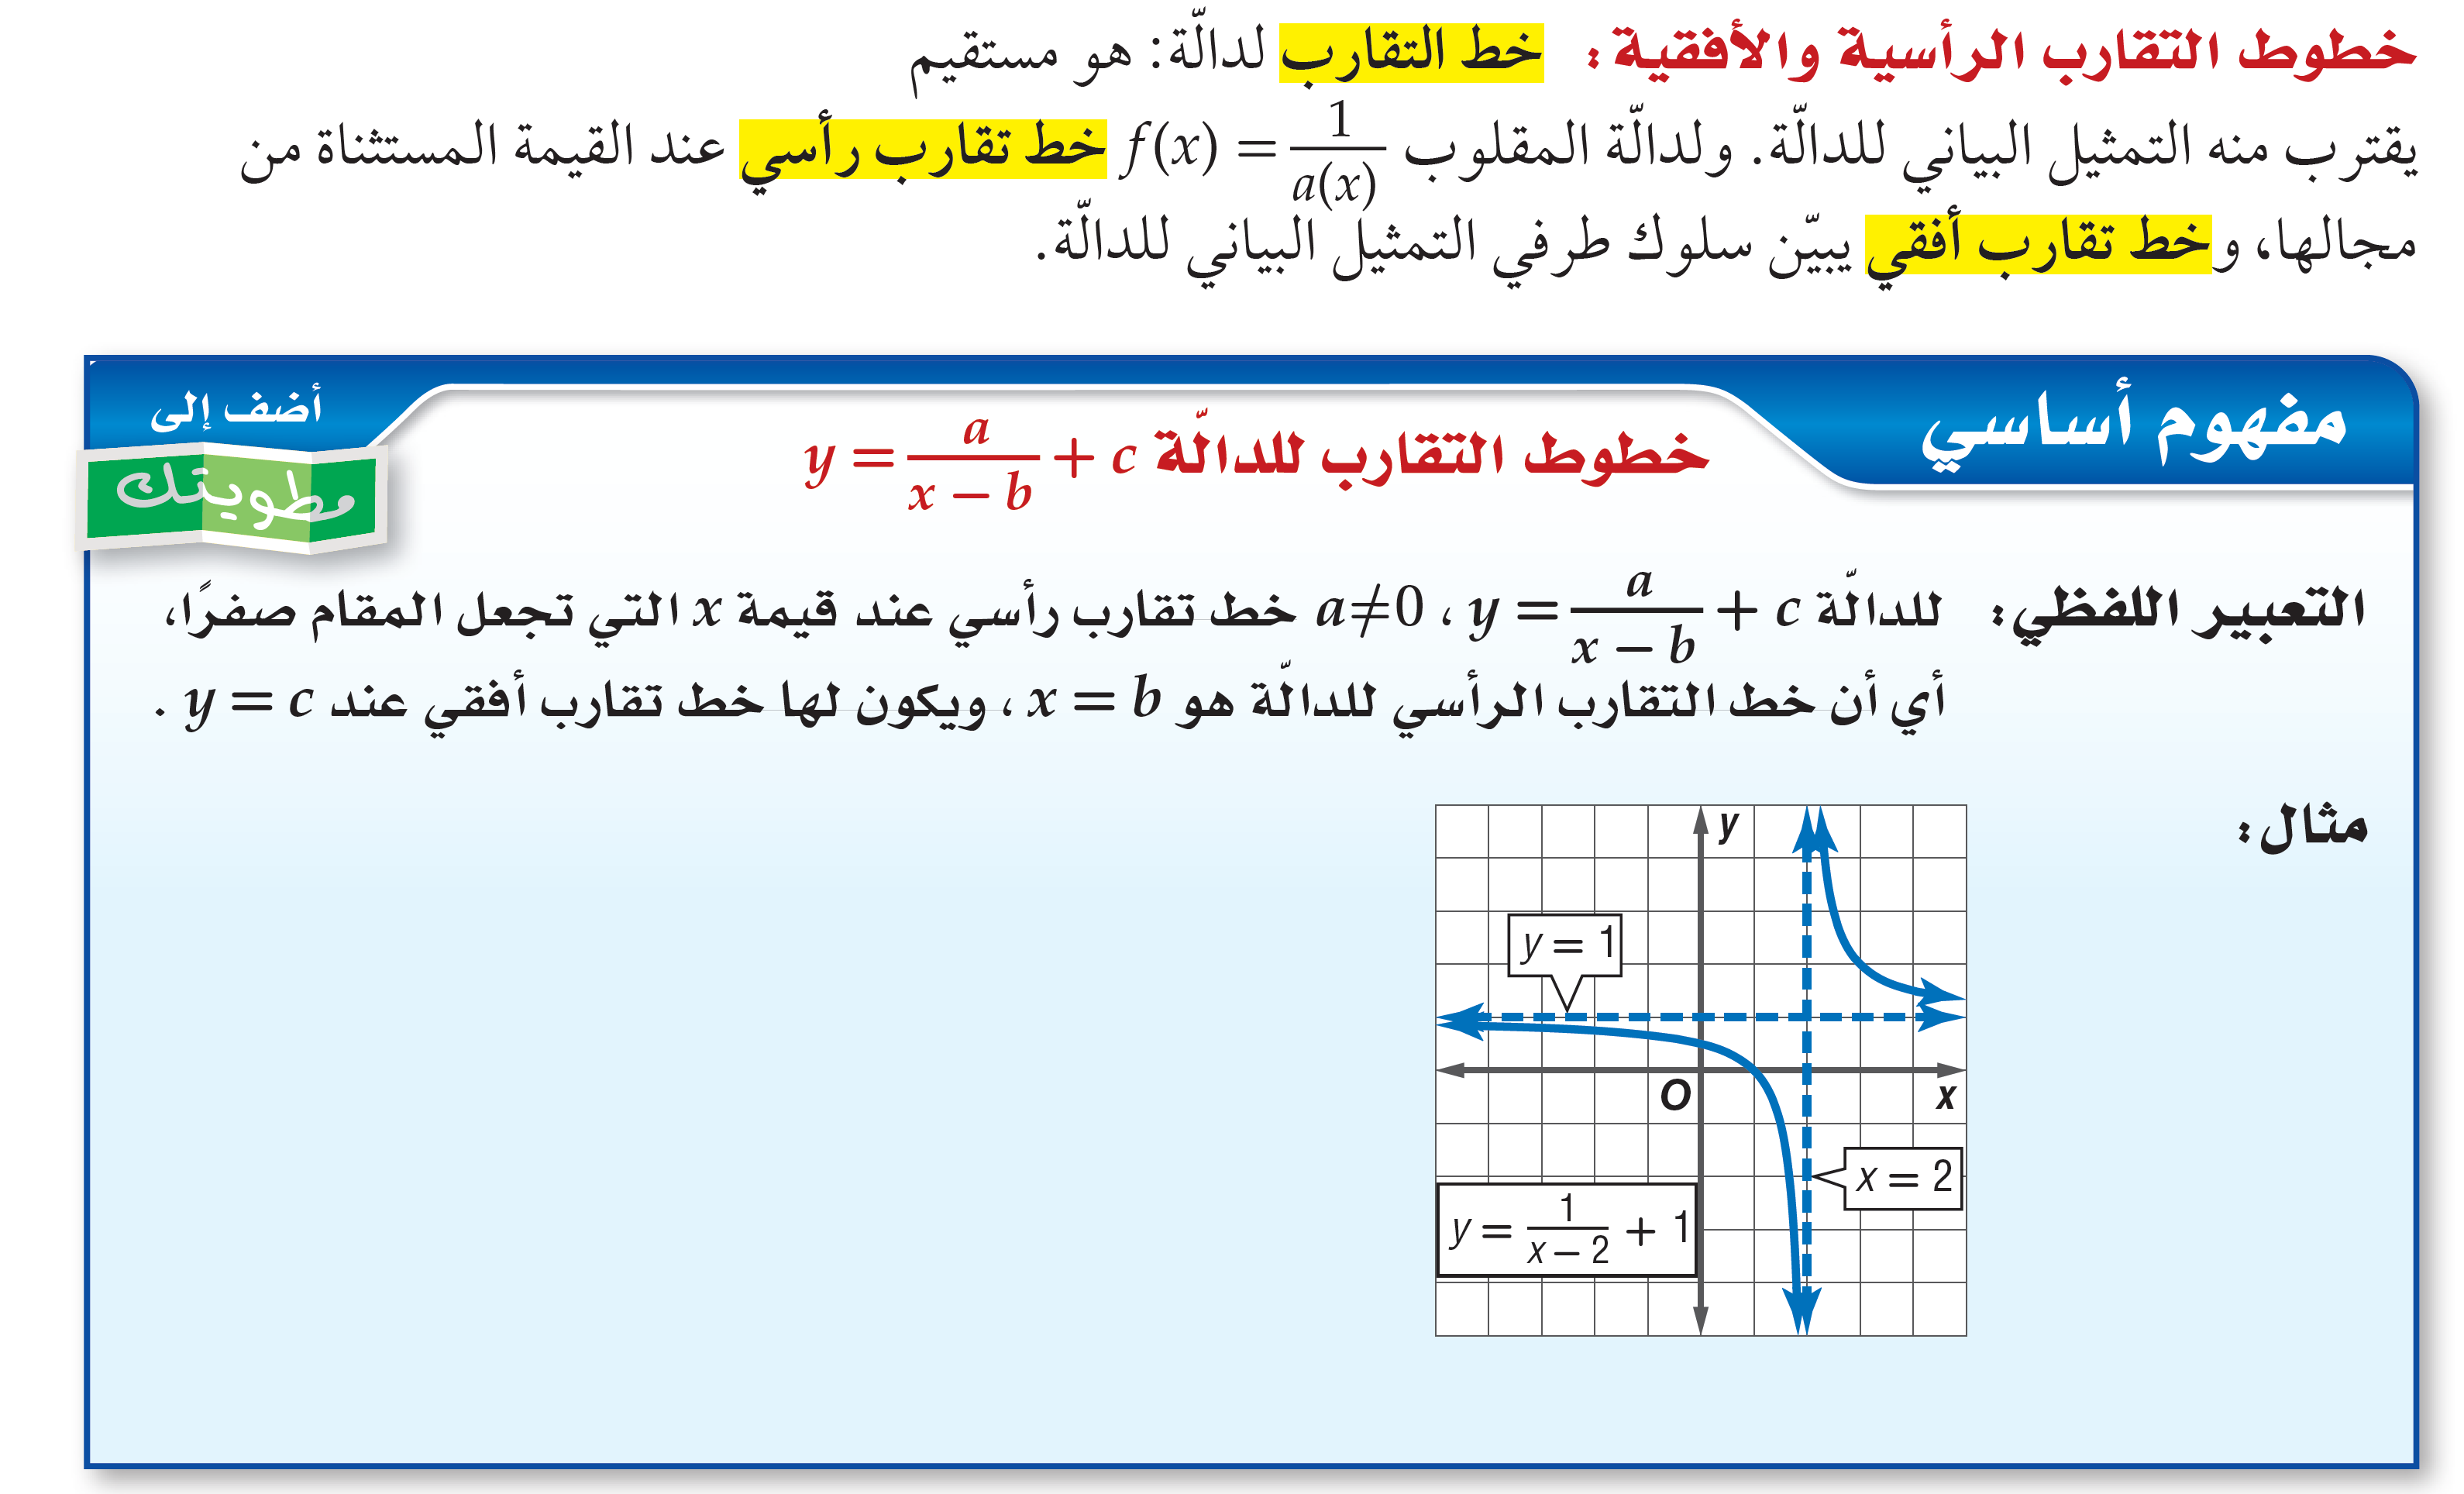 خطوط التقارب الرأسية والأفقية: خط التقارب لدالّة: هو مستقيم
يقترب منه التمثيل البياني للدالّة. ولدالّة المقلوب f(x) = 1/a(x) خط تقارب رأسي عند القيمة المستثناة من
مجالها، وخط تقارب أفقي يبيّن سلوك طرفي التمثيل البياني للدالّة.
مفهوم أساسي
خطوط التقارب للدالّة y = a/(x − b) + c
أضف إلى
مطويتك
التعبير اللفظي: للدالّة y = a/(x − b) + c ، a≠0 خط تقارب رأسي عند قيمة x التي تجعل المقام صفرًا،
أي أن خط التقارب الرأسي للدالّة هو x = b ، ويكون لها خط تقارب أفقي عند y = c .
مثال:
y
y = 1
O
x
x = 2
y = 1/(x − 2) + 1